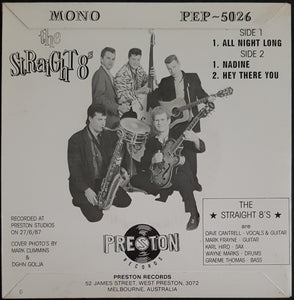 MONO
PEP-5026
the
STRAIGHT 8s
SIDE 1
1. ALL NIGHT LONG
SIDE 2
1. NADINE
2. HEY THERE YOU
RECORDED AT
PRESTON STUDIOS
ON 27/6/87
COVER PHOTO'S BY
MARK CUMMINS
&
DGHN GOLJA
PRESTON
RECORDS
THE
STRAIGHT 8'S
are
DAVE CANTRELL - VOCALS & GUITAR
MARK FRAYNE - GUITAR
KARL HIRD - SAX
WAYNE MARKS - DRUMS
GRAEME THOMAS - BASS
PRESTON RECORDS
52 JAMES STREET, WEST PRESTON, 3072
MELBOURNE, AUSTRALIA